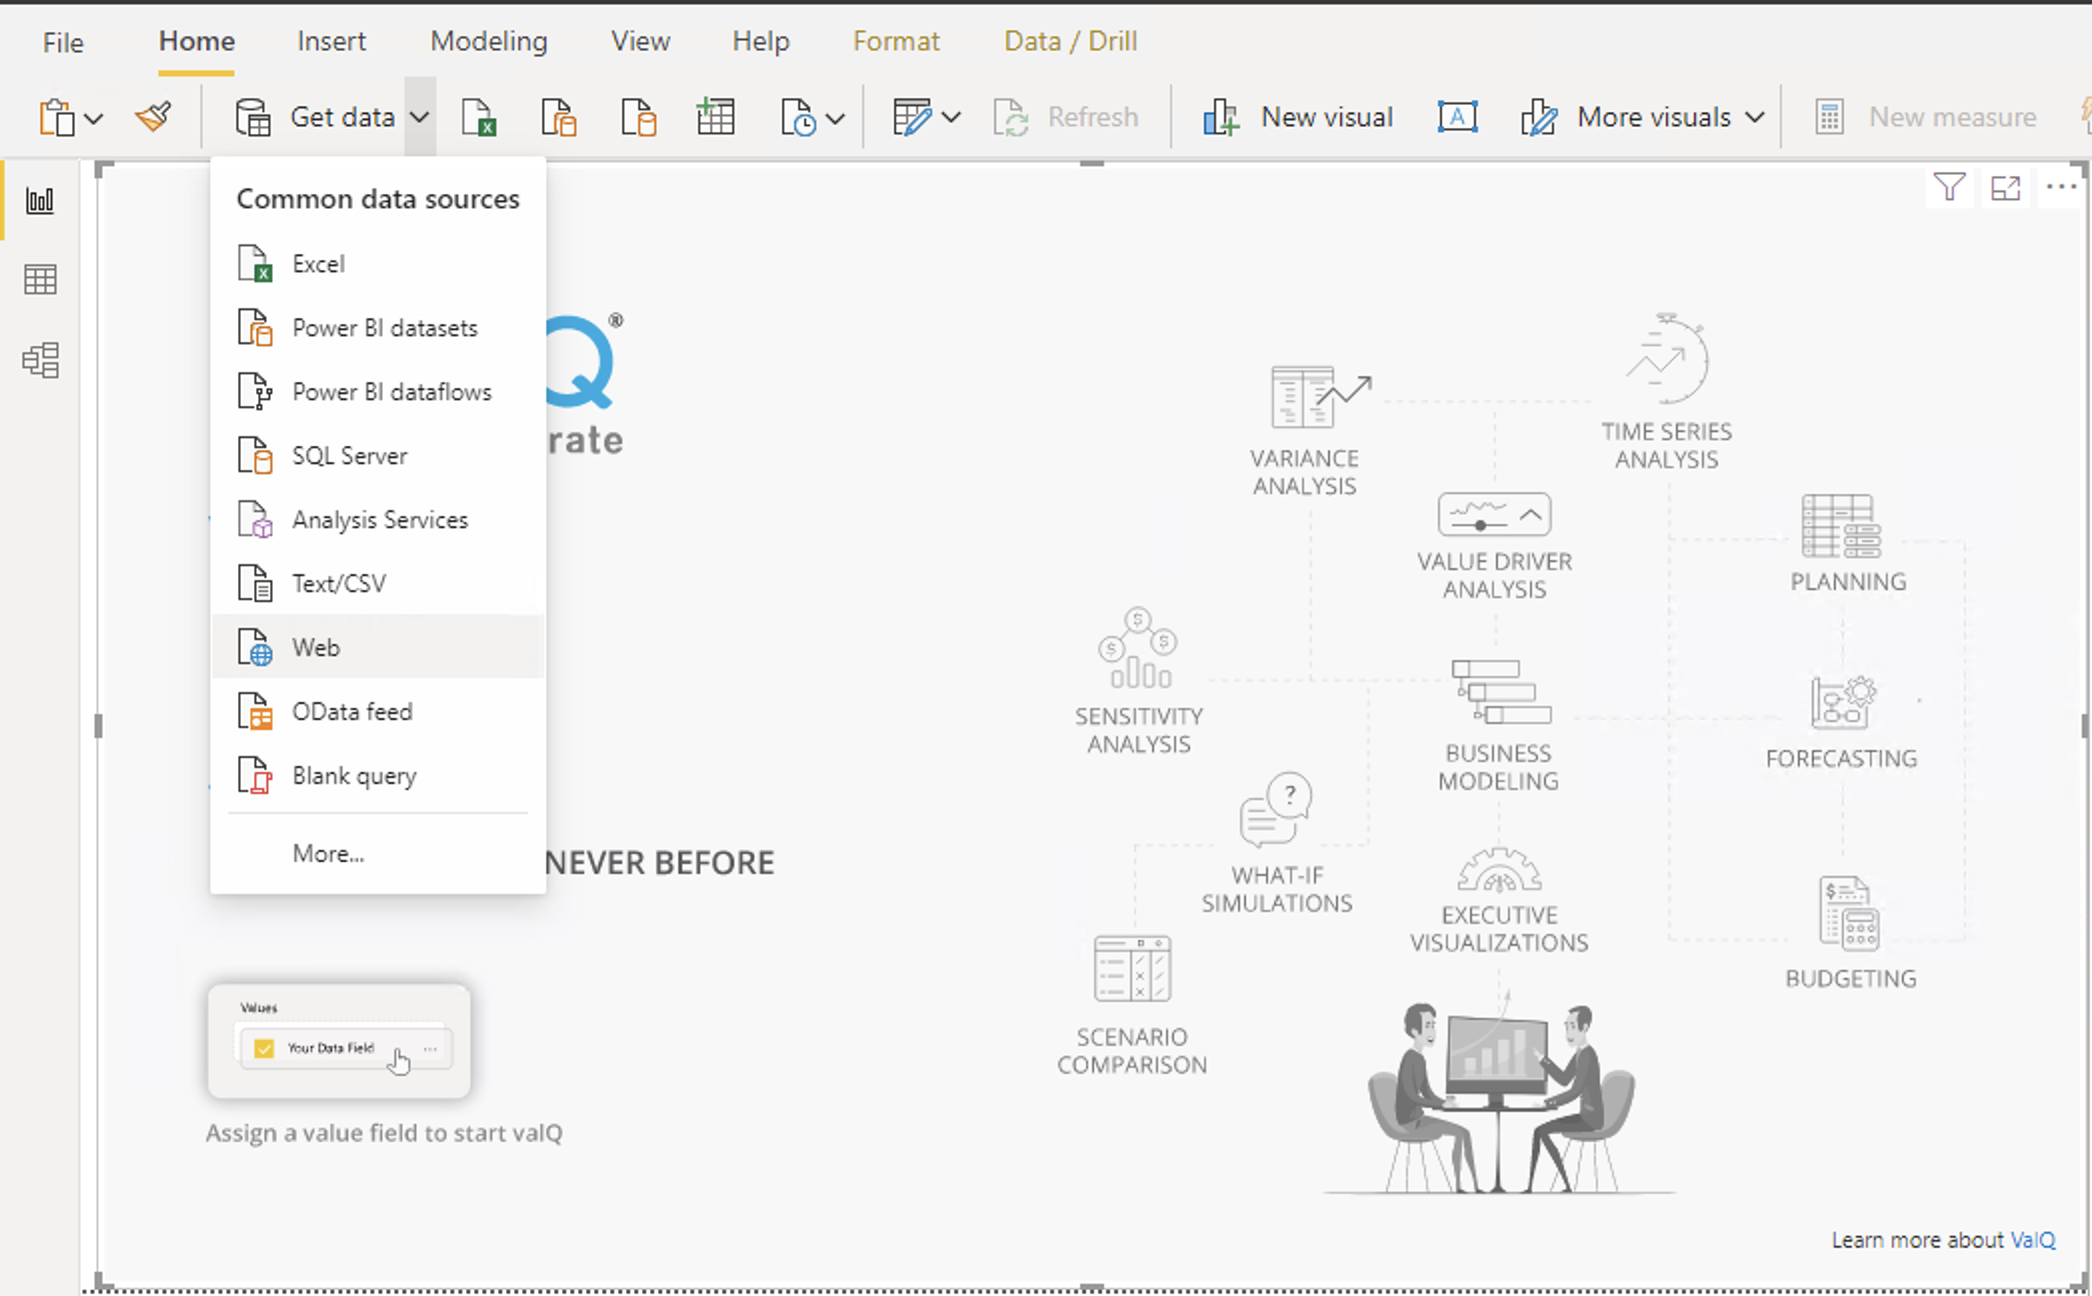 File Home Insert Modeling View Help Format Data / Drill
Get data Refresh New visual A More visuals New measure
Common data sources
Excel
Power BI datasets
Power BI dataflows
SQL Server
Analysis Services
Text/CSV
Web
OData feed
Blank query
More...
Q®
rate
NEVER BEFORE
Values
Your Data Field ...
Assign a value field to start valQ
VARIANCE
ANALYSIS
TIME SERIES
ANALYSIS
VALUE DRIVER
ANALYSIS
PLANNING
SENSITIVITY
ANALYSIS
BUSINESS
MODELING
FORECASTING
WHAT-IF
SIMULATIONS
EXECUTIVE
VISUALIZATIONS
BUDGETING
SCENARIO
COMPARISON
Learn more about ValQ